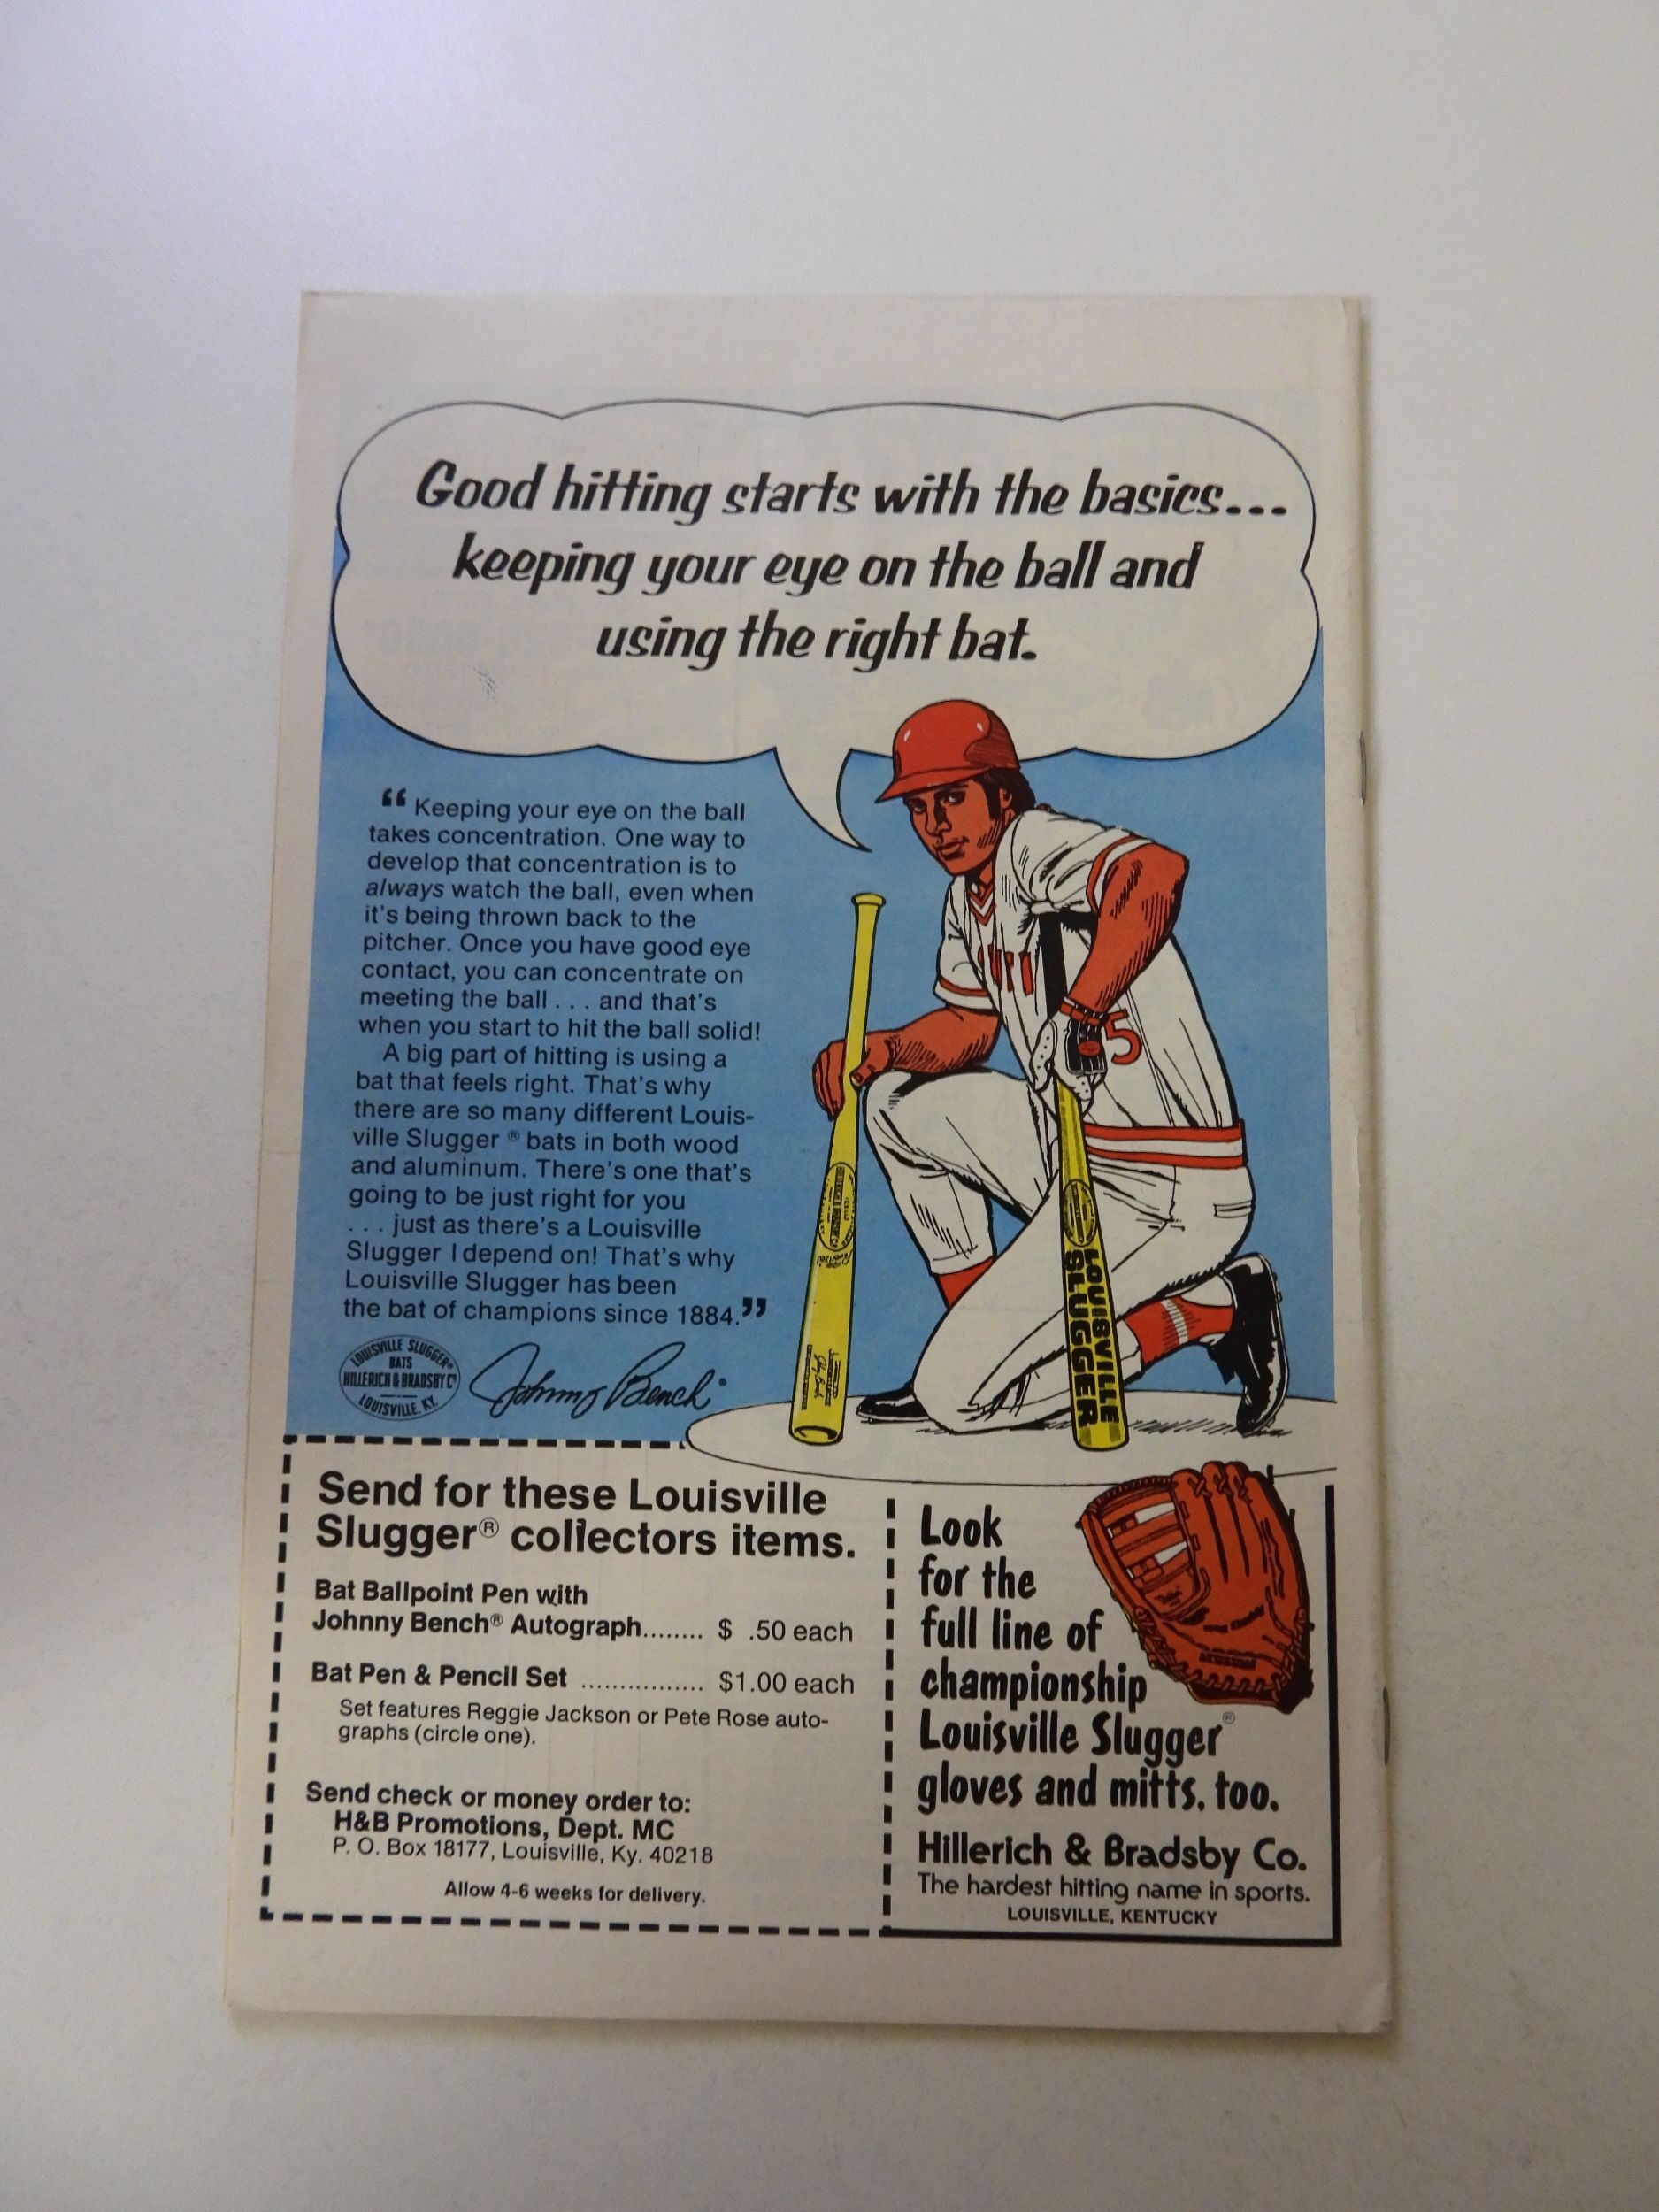 Good hitting starts with the basics...
keeping your eye on the ball and
using the right bat.
“Keeping your eye on the ball
takes concentration. One way to
develop that concentration is to
always watch the ball, even when
it's being thrown back to the
pitcher. Once you have good eye
contact, you can concentrate on
meeting the ball . . . and that's
when you start to hit the ball solid!
A big part of hitting is using a
bat that feels right. That's why
there are so many different Louis-
ville Slugger ® bats in both wood
and aluminum. There's one that's
going to be just right for you
. . . just as there's a Louisville
Slugger I depend on! That's why
Louisville Slugger has been
the bat of champions since 1884.”
LOUISVILLE SLUGGER®
BATS
HILLERICH & BRADSBY Cº
LOUISVILLE, KY.
Johnny Bench
5
LOUISVILLE
SLUGGER
Send for these Louisville
Slugger® collectors items.
Bat Ballpoint Pen with
Johnny Bench® Autograph........ $ .50 each
Bat Pen & Pencil Set ................ $1.00 each
Set features Reggie Jackson or Pete Rose auto-
graphs (circle one).
Send check or money order to:
H&B Promotions, Dept. MC
P. O. Box 18177, Louisville, Ky. 40218
Allow 4-6 weeks for delivery.
Look
for the
full line of
championship
Louisville Slugger®
gloves and mitts, too.
Hillerich & Bradsby Co.
The hardest hitting name in sports.
LOUISVILLE, KENTUCKY